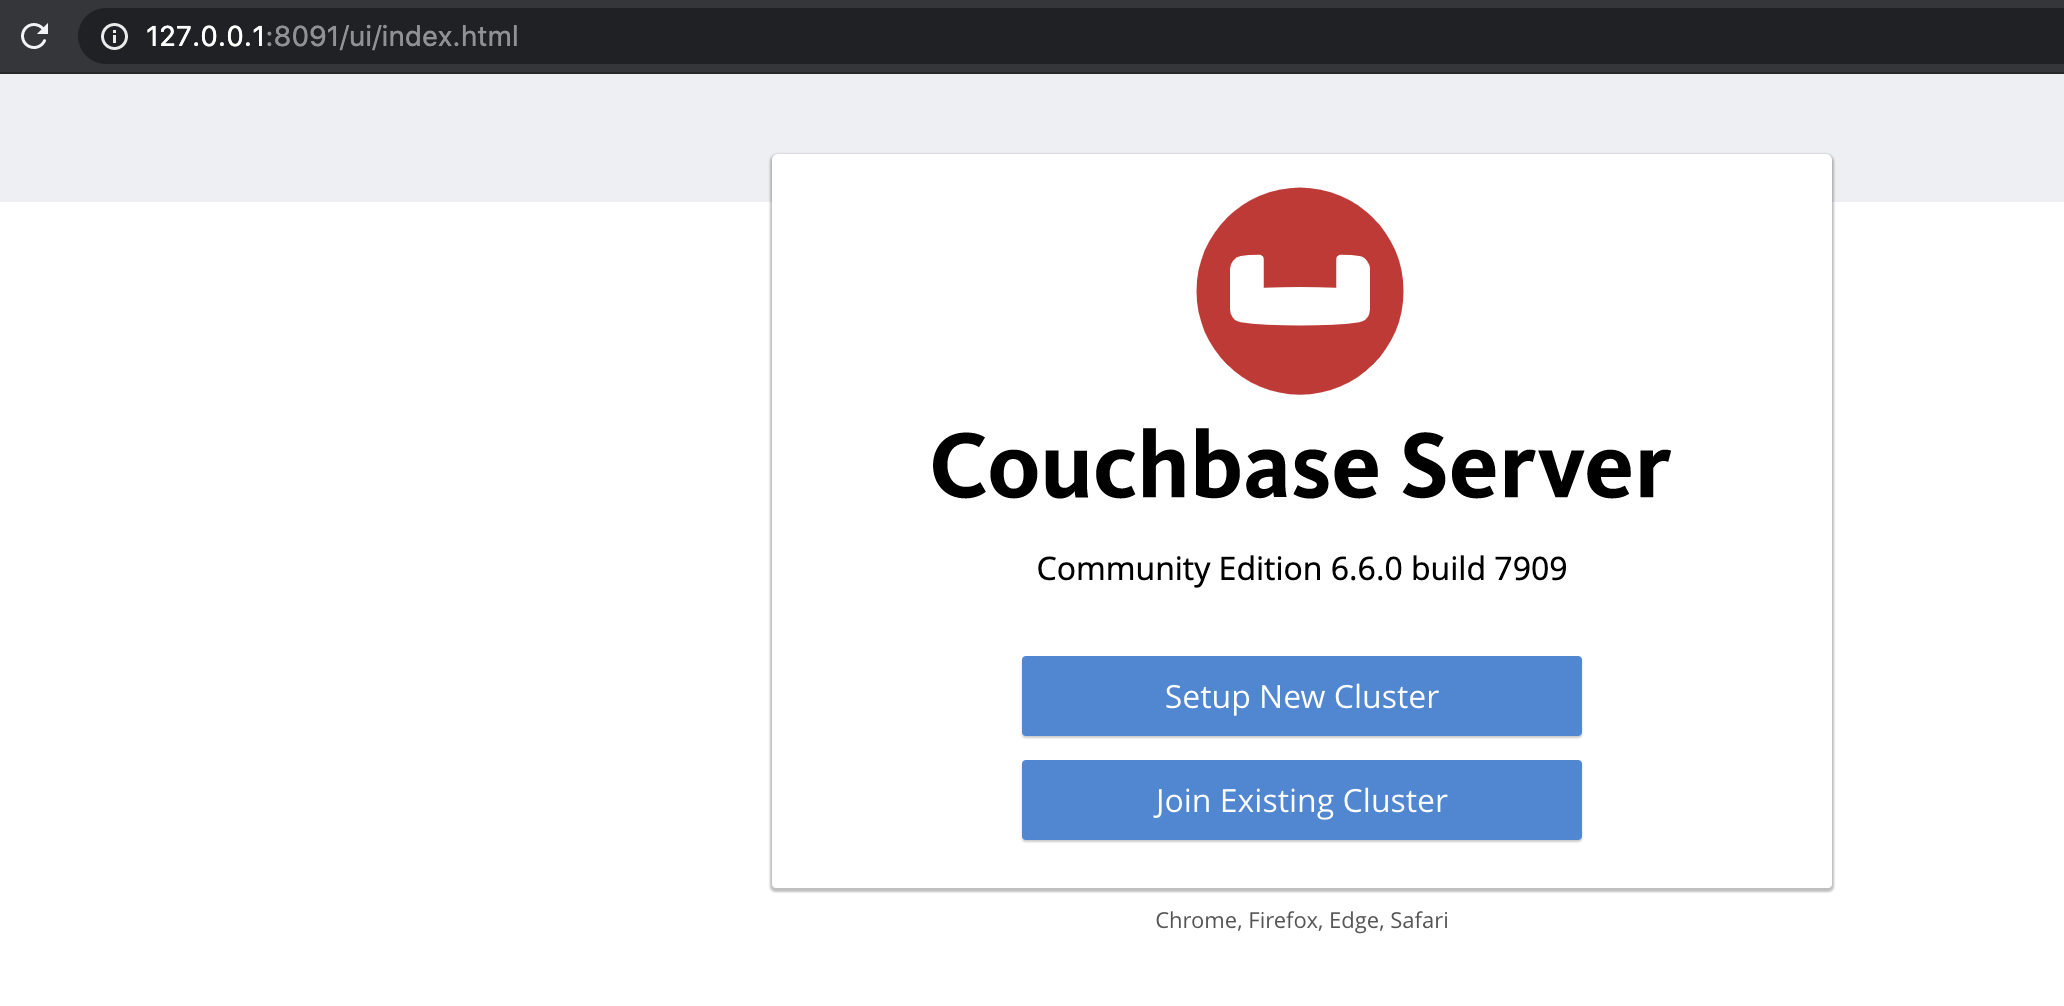 127.0.0.1:8091/ui/index.html
Couchbase Server
Community Edition 6.6.0 build 7909
Setup New Cluster
Join Existing Cluster
Chrome, Firefox, Edge, Safari